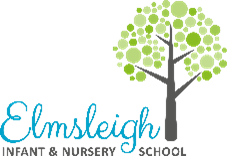 Elmsleigh
INFANT & NURSERY SCHOOL